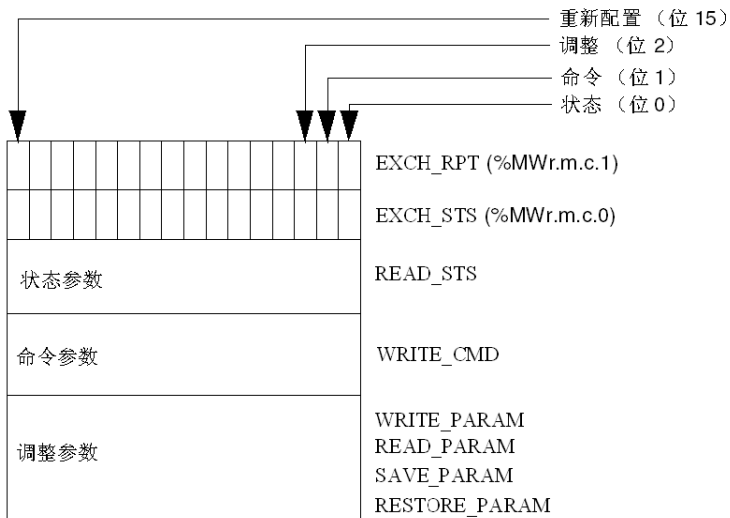 重新配置（位 15）
调整（位 2）
命令（位 1）
状态（位 0）
EXCH_RPT (%MWr.m.c.1)
EXCH_STS (%MWr.m.c.0)
状态参数
READ_STS
命令参数
WRITE_CMD
调整参数
WRITE_PARAM
READ_PARAM
SAVE_PARAM
RESTORE_PARAM